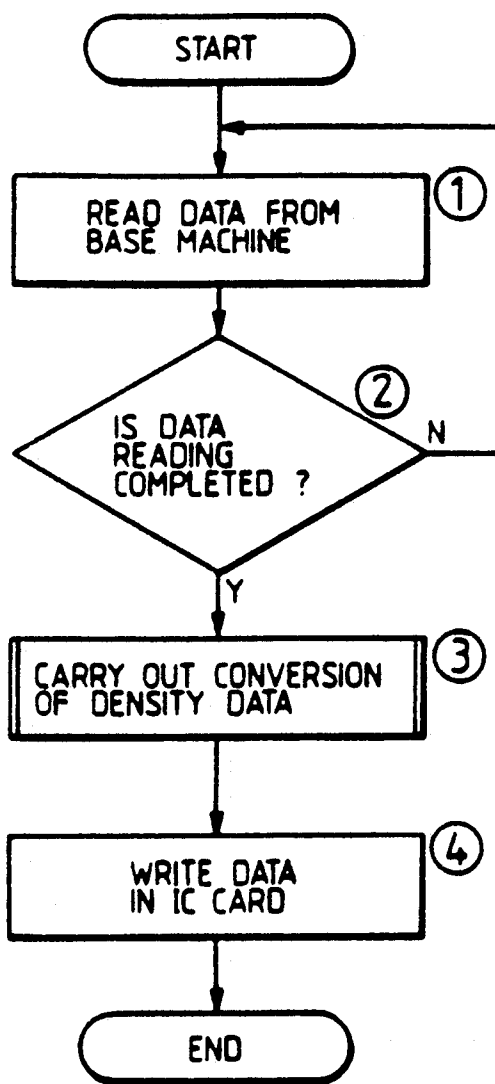 START
①
READ DATA FROM
BASE MACHINE
②
IS DATA
READING
COMPLETED ?
N
Y
③
CARRY OUT CONVERSION
OF DENSITY DATA
④
WRITE DATA
IN IC CARD
END